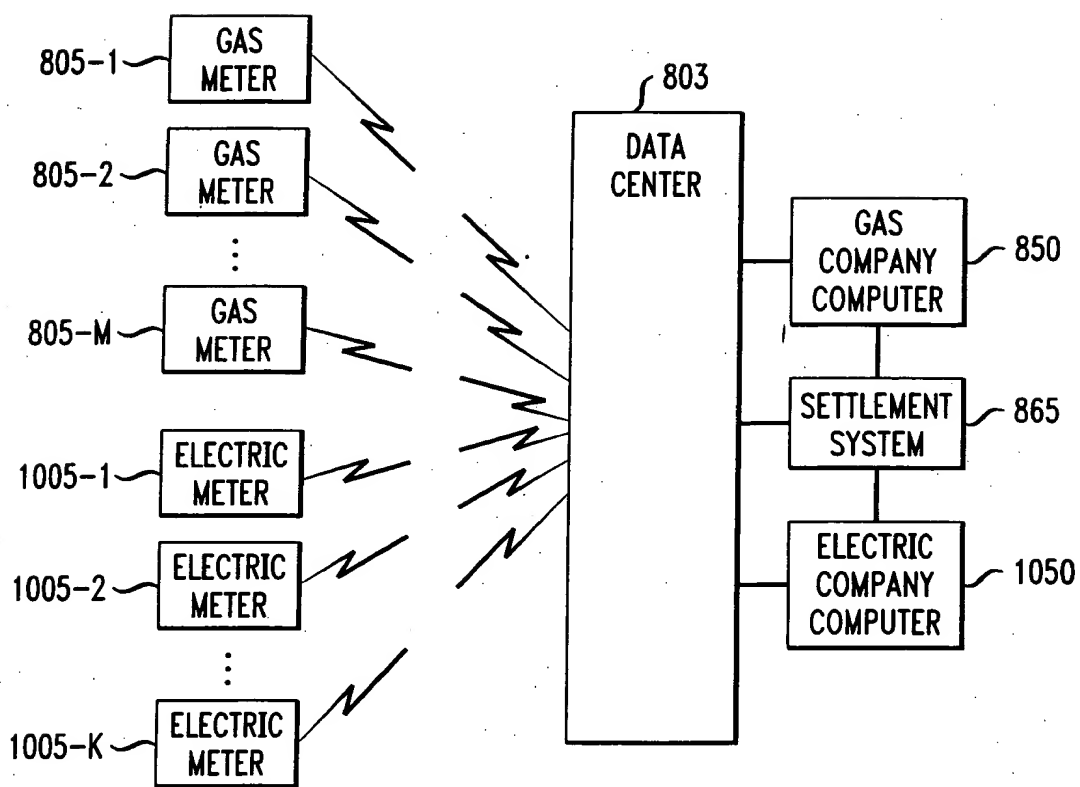 805-1
GAS
METER
805-2
GAS
METER
805-M
GAS
METER
1005-1
ELECTRIC
METER
1005-2
ELECTRIC
METER
1005-K
ELECTRIC
METER
803
DATA
CENTER
GAS
COMPANY
COMPUTER
850
SETTLEMENT
SYSTEM
865
ELECTRIC
COMPANY
COMPUTER
1050